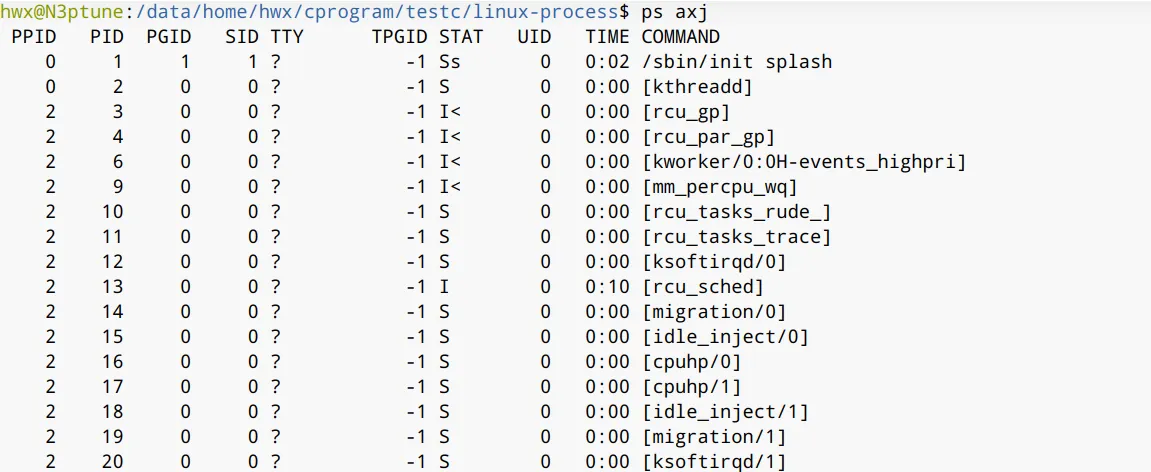 hwx@N3ptune:/data/home/hwx/cprogram/testc/linux-process$ ps axj
PPID PID PGID SID TTY TPGID STAT UID TIME COMMAND
0 1 1 1 ? -1 Ss 0 0:02 /sbin/init splash
0 2 0 0 ? -1 S 0 0:00 [kthreadd]
2 3 0 0 ? -1 I< 0 0:00 [rcu_gp]
2 4 0 0 ? -1 I< 0 0:00 [rcu_par_gp]
2 6 0 0 ? -1 I< 0 0:00 [kworker/0:0H-events_highpri]
2 9 0 0 ? -1 I< 0 0:00 [mm_percpu_wq]
2 10 0 0 ? -1 S 0 0:00 [rcu_tasks_rude_]
2 11 0 0 ? -1 S 0 0:00 [rcu_tasks_trace]
2 12 0 0 ? -1 S 0 0:00 [ksoftirqd/0]
2 13 0 0 ? -1 I 0 0:10 [rcu_sched]
2 14 0 0 ? -1 S 0 0:00 [migration/0]
2 15 0 0 ? -1 S 0 0:00 [idle_inject/0]
2 16 0 0 ? -1 S 0 0:00 [cpuhp/0]
2 17 0 0 ? -1 S 0 0:00 [cpuhp/1]
2 18 0 0 ? -1 S 0 0:00 [idle_inject/1]
2 19 0 0 ? -1 S 0 0:00 [migration/1]
2 20 0 0 ? -1 S 0 0:00 [ksoftirqd/1]